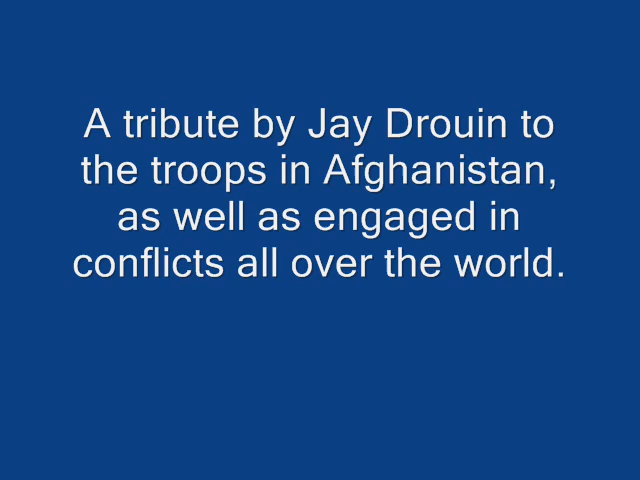 A tribute by Jay Drouin to
the troops in Afghanistan,
as well as engaged in
conflicts all over the world.